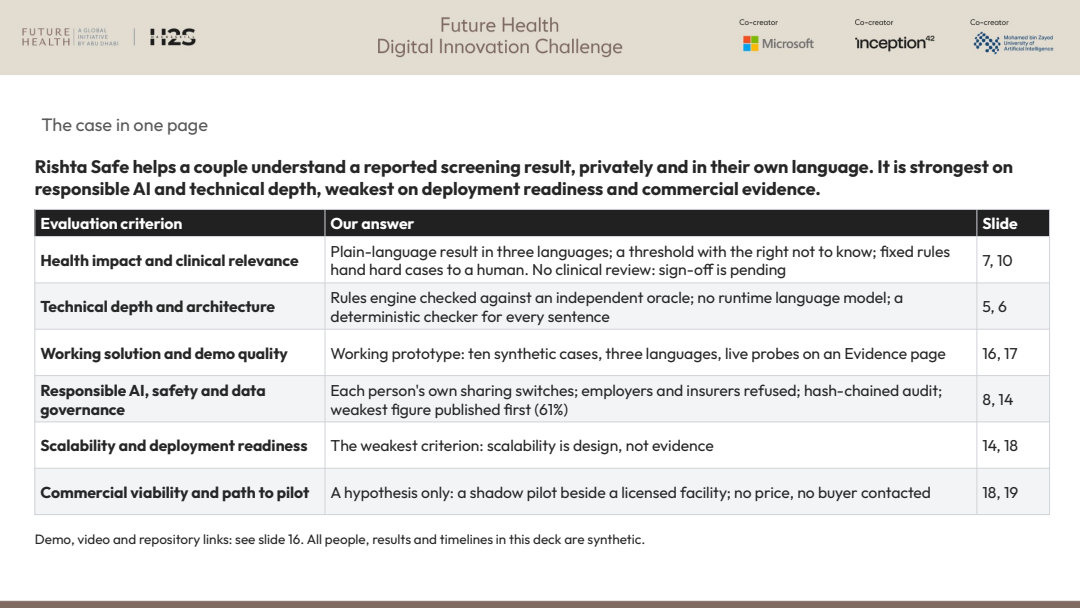 FUTURE HEALTH
A GLOBAL INITIATIVE BY ABU DHABI
H2S
Future Health
Digital Innovation Challenge
Co-creator
Microsoft
Co-creator
inception42
Co-creator
Mohamed bin Zayed
University of
Artificial Intelligence
The case in one page
Rishta Safe helps a couple understand a reported screening result, privately and in their own language. It is strongest on
responsible AI and technical depth, weakest on deployment readiness and commercial evidence.
Evaluation criterion Our answer Slide
Health impact and clinical relevance Plain-language result in three languages; a threshold with the right not to know; fixed rules
hand hard cases to a human. No clinical review: sign-off is pending 7, 10
Technical depth and architecture Rules engine checked against an independent oracle; no runtime language model; a
deterministic checker for every sentence 5, 6
Working solution and demo quality Working prototype: ten synthetic cases, three languages, live probes on an Evidence page 16, 17
Responsible AI, safety and data
governance Each person's own sharing switches; employers and insurers refused; hash-chained audit;
weakest figure published first (61%) 8, 14
Scalability and deployment readiness The weakest criterion: scalability is design, not evidence 14, 18
Commercial viability and path to pilot A hypothesis only: a shadow pilot beside a licensed facility; no price, no buyer contacted 18, 19
Demo, video and repository links: see slide 16. All people, results and timelines in this deck are synthetic.